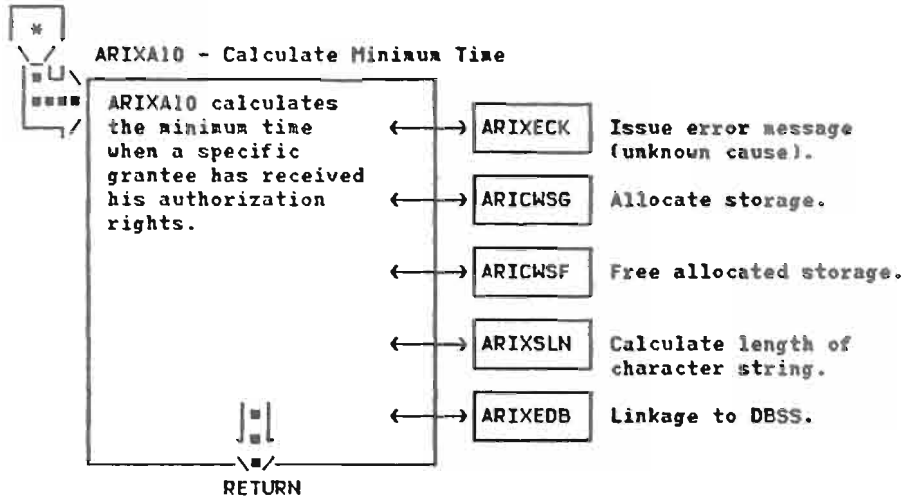 *
ARIXA10 - Calculate Minimum Time
ARIXA10 calculates
the minimum time
when a specific
grantee has received
his authorization
rights.
ARIXECK Issue error message
(unknown cause).
ARICWSG Allocate storage.
ARICWSF Free allocated storage.
ARIXSLN Calculate length of
character string.
ARIXEDB Linkage to DBSS.
RETURN